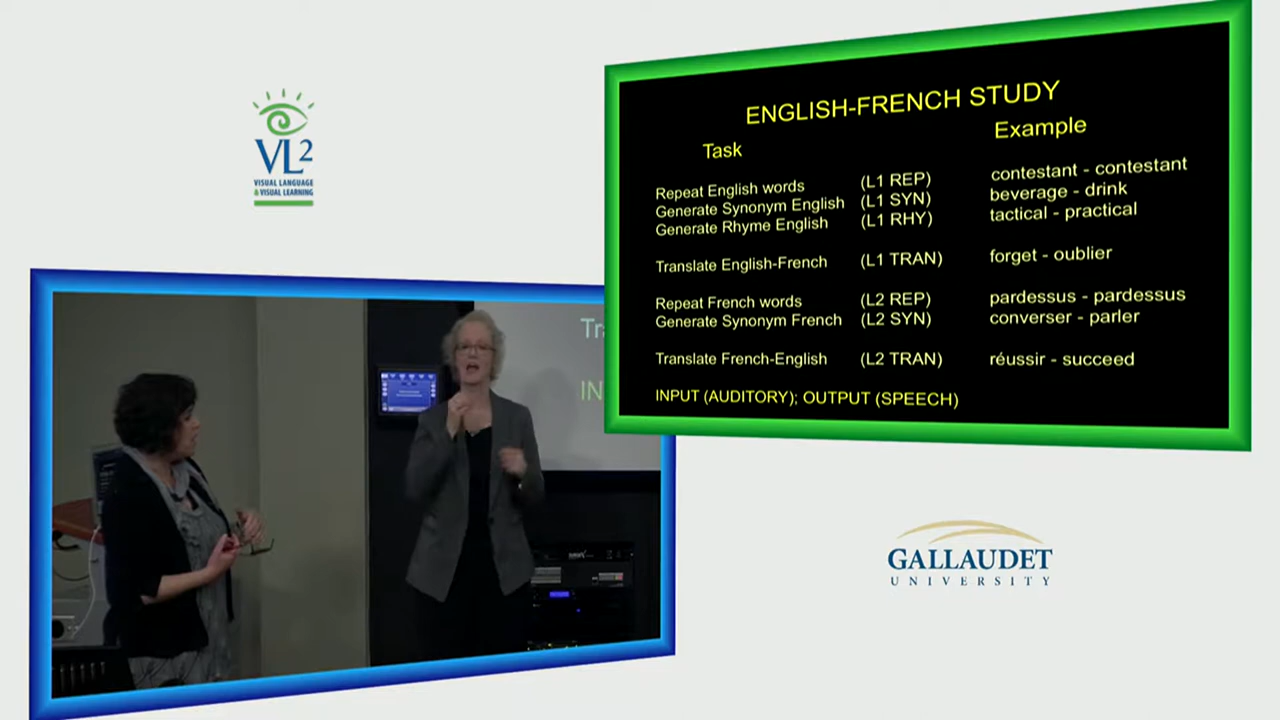 VL2
VISUAL LANGUAGE
& VISUAL LEARNING
ENGLISH-FRENCH STUDY
Task Example
Repeat English words (L1 REP) contestant - contestant
Generate Synonym English (L1 SYN) beverage - drink
Generate Rhyme English (L1 RHY) tactical - practical
Translate English-French (L1 TRAN) forget - oublier
Repeat French words (L2 REP) pardessus - pardessus
Generate Synonym French (L2 SYN) converser - parler
Translate French-English (L2 TRAN) réussir - succeed
INPUT (AUDITORY); OUTPUT (SPEECH)
GALLAUDET
UNIVERSITY